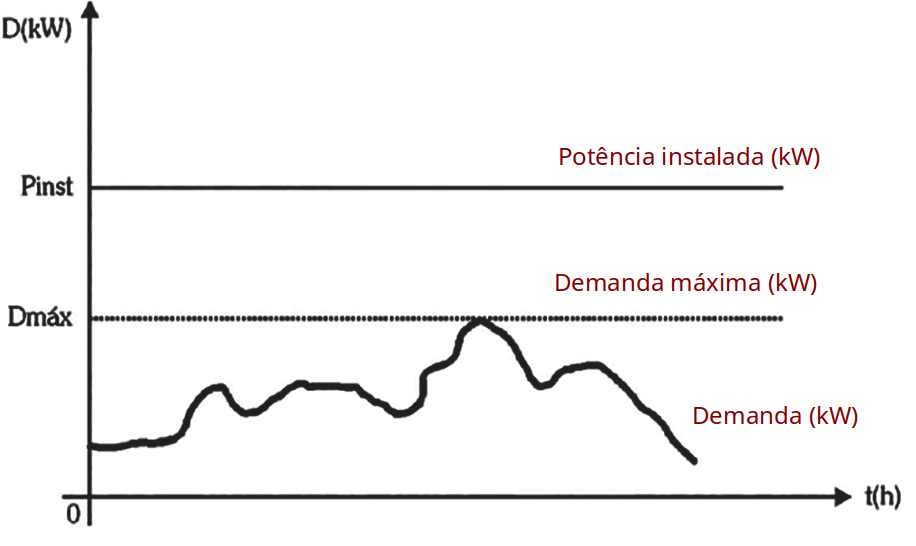 D(kW)
Potência instalada (kW)
Pinst
Demanda máxima (kW)
Dmáx
Demanda (kW)
t(h)
0